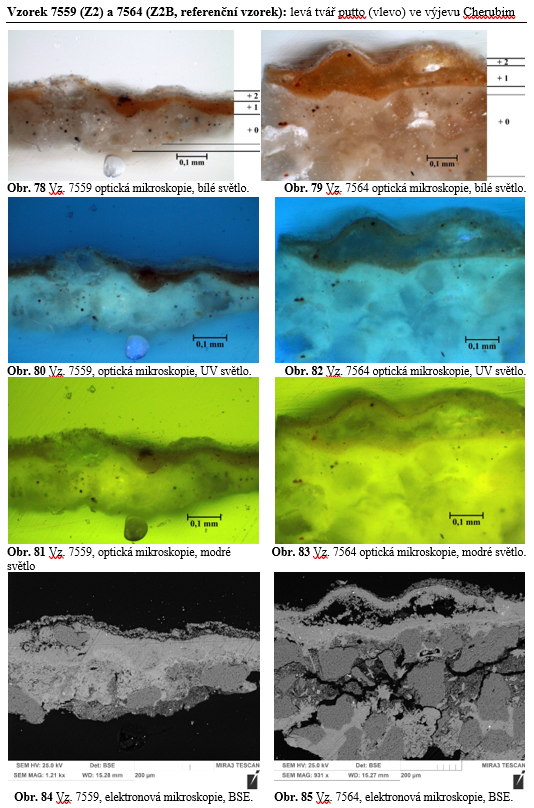 Vzorek 7559 (Z2) a 7564 (Z2B, referenční vzorek): levá tvář putto (vlevo) ve výjevu Cherubim
+ 2
+ 1
+ 0
0,1 mm
+ 2
+ 1
+ 0
0,1 mm
Obr. 78 Vz. 7559 optická mikroskopie, bílé světlo.
Obr. 79 Vz. 7564 optická mikroskopie, bílé světlo.
0,1 mm
0,1 mm
Obr. 80 Vz. 7559, optická mikroskopie, UV světlo.
Obr. 82 Vz. 7564 optická mikroskopie, UV světlo.
0,1 mm
0,1 mm
Obr. 81 Vz. 7559, optická mikroskopie, modré
světlo
Obr. 83 Vz. 7564 optická mikroskopie, modré světlo.
SEM HV: 25.0 kV Det: BSE MIRA3 TESCAN
SEM MAG: 1.21 kx WD: 15.28 mm 200 µm
SEM HV: 25.0 kV Det: BSE MIRA3 TESCAN
SEM MAG: 931 x WD: 15.27 mm 200 µm
Obr. 84 Vz. 7559, elektronová mikroskopie, BSE.
Obr. 85 Vz. 7564, elektronová mikroskopie, BSE.